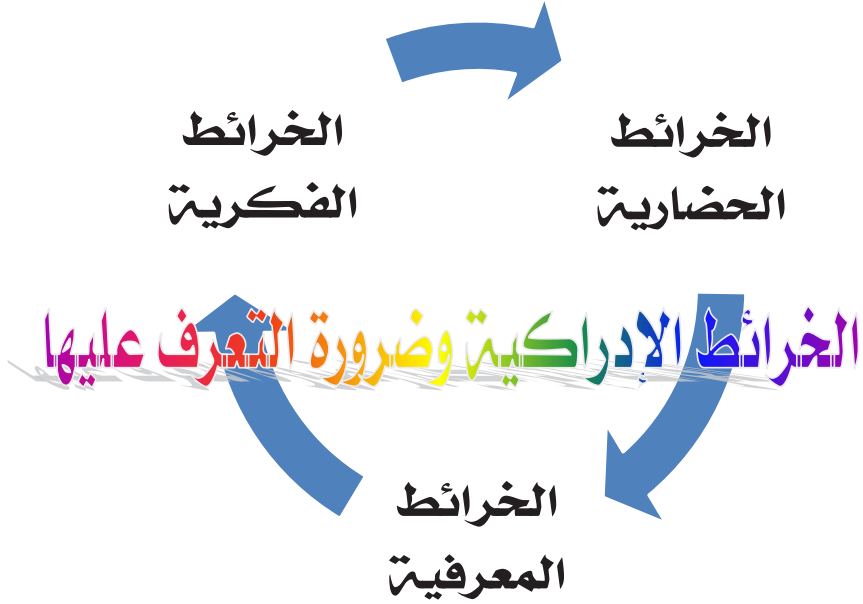 الخرائط
الحضارية
الخرائط
الفكرية
الخرائط الإدراكية وضرورة التعرف عليها
الخرائط
المعرفية